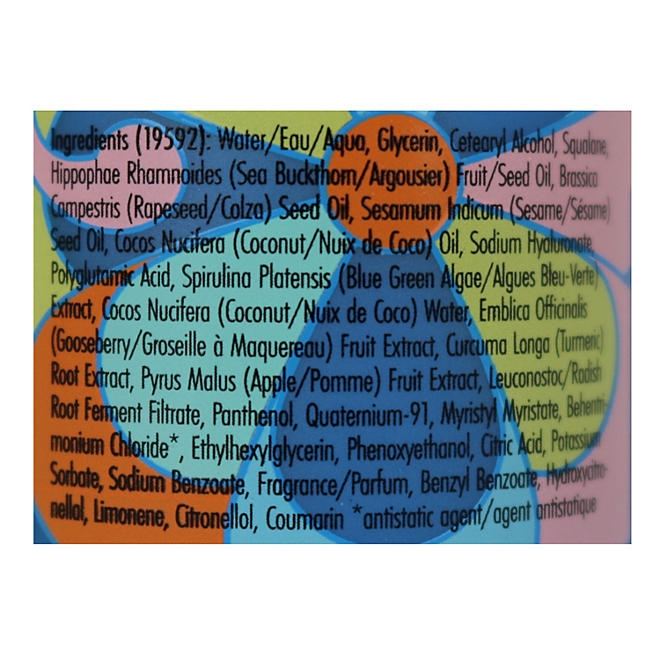 Ingredients (19592): Water/Eau/Aqua, Glycerin, Cetearyl Alcohol, Squalane,
Hippophae Rhamnoides (Sea Buckthorn/Argousier) Fruit/Seed Oil, Brassica
Campestris (Rapeseed/Colza) Seed Oil, Sesamum Indicum (Sesame/Sésame)
Seed Oil, Cocos Nucifera (Coconut/Nuix de Coco) Oil, Sodium Hyaluronate,
Polyglutamic Acid, Spirulina Platensis (Blue Green Algae/Algues Bleu-Verte)
Extract, Cocos Nucifera (Coconut/Nuix de Coco) Water, Emblica Officinalis
(Gooseberry/Groseille à Maquereau) Fruit Extract, Curcuma Longa (Turmeric)
Root Extract, Pyrus Malus (Apple/Pomme) Fruit Extract, Leuconostoc/Radish
Root Ferment Filtrate, Panthenol, Quaternium-91, Myristyl Myristate, Behentri-
monium Chloride*, Ethylhexylglycerin, Phenoxyethanol, Citric Acid, Potassium
Sorbate, Sodium Benzoate, Fragrance/Parfum, Benzyl Benzoate, Hydroxycitro-
nellol, Limonene, Citronellol, Coumarin *antistatic agent/agent antistatique